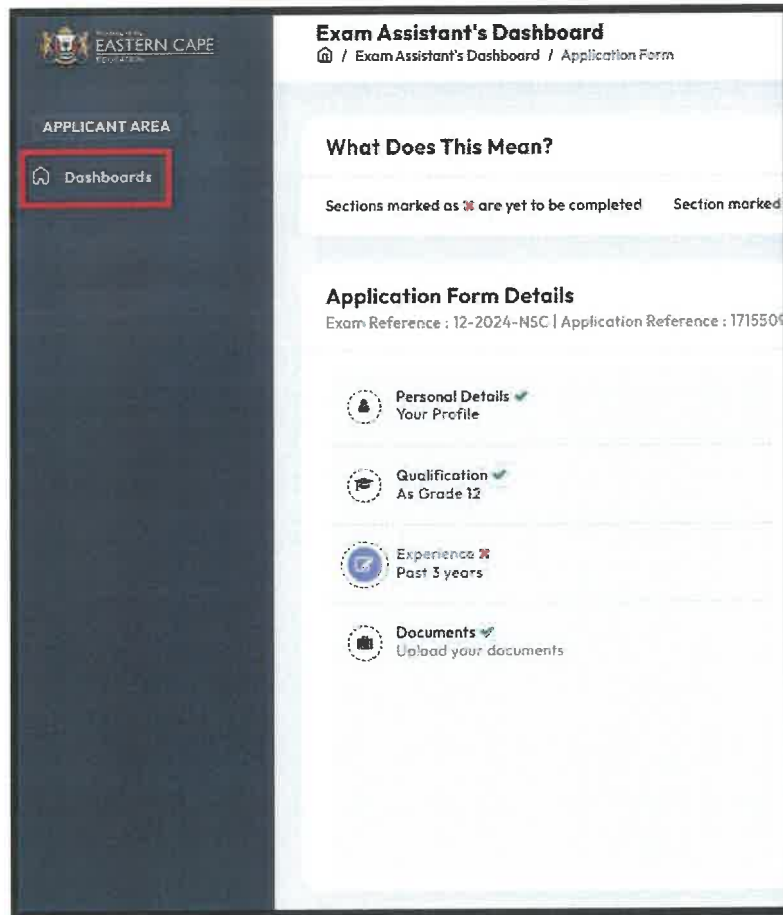 EASTERN CAPE
EDUCATION
Exam Assistant's Dashboard
/ Exam Assistant's Dashboard / Application Form
APPLICANT AREA
Dashboards
What Does This Mean?
Sections marked as ✖ are yet to be completed Section marked
Application Form Details
Exam Reference : 12-2024-NSC | Application Reference : 1715509
Personal Details ✔
Your Profile
Qualification ✔
As Grade 12
Experience ✖
Past 3 years
Documents ✔
Upload your documents